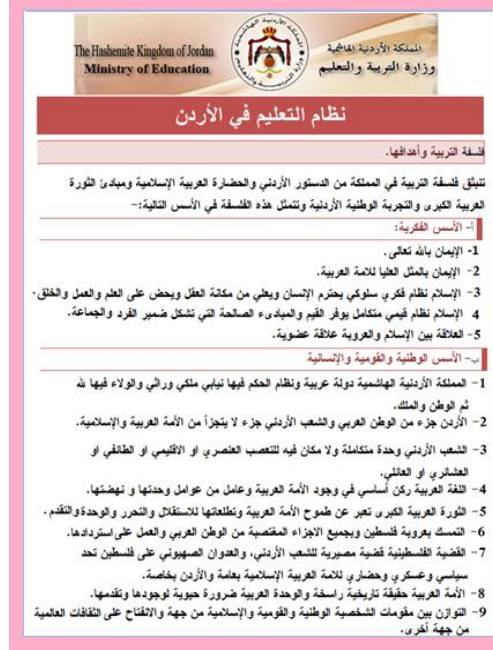 The Hashemite Kingdom of Jordan
Ministry of Education
المملكة الأردنية الهاشمية
وزارة التربية والتعليم
نظام التعليم في الأردن
فلسفة التربية وأهدافها.
تنبثق فلسفة التربية في المملكة من الدستور الأردني والحضارة العربية الإسلامية ومبادئ الثورة
العربية الكبرى والتجربة الوطنية الأردنية وتتمثل هذه الفلسفة في الأسس التالية:-
أ- الأسس الفكرية:
1- الإيمان بالله تعالى.
2- الإيمان بالمثل العليا للامة العربية.
3- الإسلام نظام فكري سلوكي يحترم الإنسان ويعلي من مكانة العقل ويحض على العلم والعمل والخلق.
4 الإسلام نظام قيمي متكامل يوفر القيم والمبادىء الصالحة التي تشكل ضمير الفرد والجماعة.
5- العلاقة بين الإسلام والعروبة علاقة عضوية.
ب- الأسس الوطنية والقومية والإنسانية
1- المملكة الأردنية الهاشمية دولة عربية ونظام الحكم فيها نيابي ملكي وراثي والولاء فيها لله
ثم الوطن والملك.
2- الأردن جزء من الوطن العربي والشعب الأردني جزء لا يتجزأ من الأمة العربية والإسلامية.
3- الشعب الأردني وحدة متكاملة ولا مكان فيه للتعصب العنصري او الاقليمي او الطائفي او
العشائري او العائلي.
4- اللغة العربية ركن أساسي في وجود الأمة العربية وعامل من عوامل وحدتها و نهضتها.
5- الثورة العربية الكبرى تعبر عن طموح الأمة العربية وتطلعاتها للاستقلال والتحرر والوحدة والتقدم.
6- التمسك بعروبة فلسطين وبجميع الاجزاء المغتصبة من الوطن العربي والعمل على استردادها.
7- القضية الفلسطينية قضية مصيرية للشعب الأردني، والعدوان الصهيوني على فلسطين تحد
سياسي وعسكري وحضاري للامة العربية الإسلامية بعامة والأردن بخاصة.
8- الأمة العربية حقيقة تاريخية راسخة والوحدة العربية ضرورة حيوية لوجودها وتقدمها.
9- التوازن بين مقومات الشخصية الوطنية والقومية والإسلامية من جهة والانفتاح على الثقافات العالمية
من جهة أخرى.